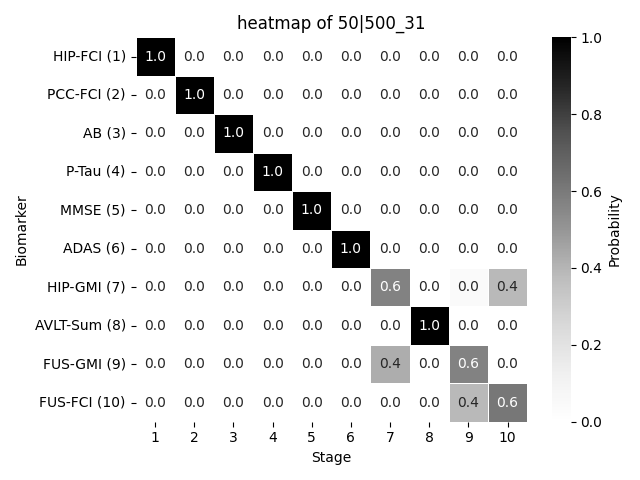 heatmap of 50|500_31
HIP-FCI (1) 1.0 0.0 0.0 0.0 0.0 0.0 0.0 0.0 0.0 0.0
PCC-FCI (2) 0.0 1.0 0.0 0.0 0.0 0.0 0.0 0.0 0.0 0.0
AB (3) 0.0 0.0 1.0 0.0 0.0 0.0 0.0 0.0 0.0 0.0
P-Tau (4) 0.0 0.0 0.0 1.0 0.0 0.0 0.0 0.0 0.0 0.0
MMSE (5) 0.0 0.0 0.0 0.0 1.0 0.0 0.0 0.0 0.0 0.0
ADAS (6) 0.0 0.0 0.0 0.0 0.0 1.0 0.0 0.0 0.0 0.0
HIP-GMI (7) 0.0 0.0 0.0 0.0 0.0 0.0 0.6 0.0 0.0 0.4
AVLT-Sum (8) 0.0 0.0 0.0 0.0 0.0 0.0 0.0 1.0 0.0 0.0
FUS-GMI (9) 0.0 0.0 0.0 0.0 0.0 0.0 0.4 0.0 0.6 0.0
FUS-FCI (10) 0.0 0.0 0.0 0.0 0.0 0.0 0.0 0.0 0.4 0.6
1 2 3 4 5 6 7 8 9 10
Stage
Biomarker
1.0
0.8
0.6
0.4
0.2
0.0
Probability